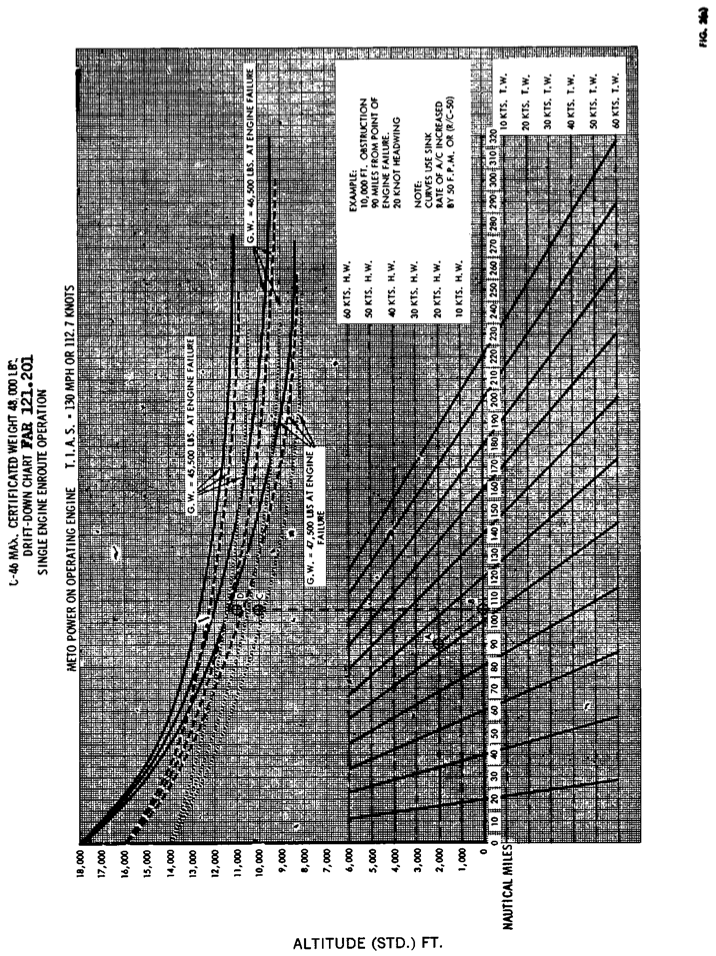 FIG. 2(a)
C-46 MAX. CERTIFICATED WEIGHT 48,000 LBS.
DRIFT-DOWN CHART FAR 121.201
SINGLE ENGINE ENROUTE OPERATION
METO POWER ON OPERATING ENGINE T.I.A.S. - 130 MPH OR 112.7 KNOTS
18,000
17,000
16,000
15,000
14,000
13,000
12,000
11,000
10,000
9,000
8,000
7,000
6,000
5,000
4,000
3,000
2,000
1,000
0
G.W. = 45,500 LBS. AT ENGINE FAILURE
G.W. = 46,500 LBS. AT ENGINE FAILURE
G.W. = 47,500 LBS AT ENGINE
FAILURE
D
C
A
B
EXAMPLE:
10,000 FT. OBSTRUCTION
90 MILES FROM POINT OF
ENGINE FAILURE.
20 KNOT HEADWING
NOTE:
CURVES USE SINK
RATE OF A/C INCREASED
BY 50 F.P.M. OR (R/C-50)
60 KTS. H.W.
50 KTS. H.W.
40 KTS. H.W.
30 KTS. H.W.
20 KTS. H.W.
10 KTS. H.W.
10 KTS. T.W.
20 KTS. T.W.
30 KTS. T.W.
40 KTS. T.W.
50 KTS. T.W.
60 KTS. T.W.
NAUTICAL MILES
0 10 20 30 40 50 60 70 80 90 100 110 120 130 140 150 160 170 180 190 200 210 220 230 240 250 260 270 280 290 300 310 320
ALTITUDE (STD.) FT.